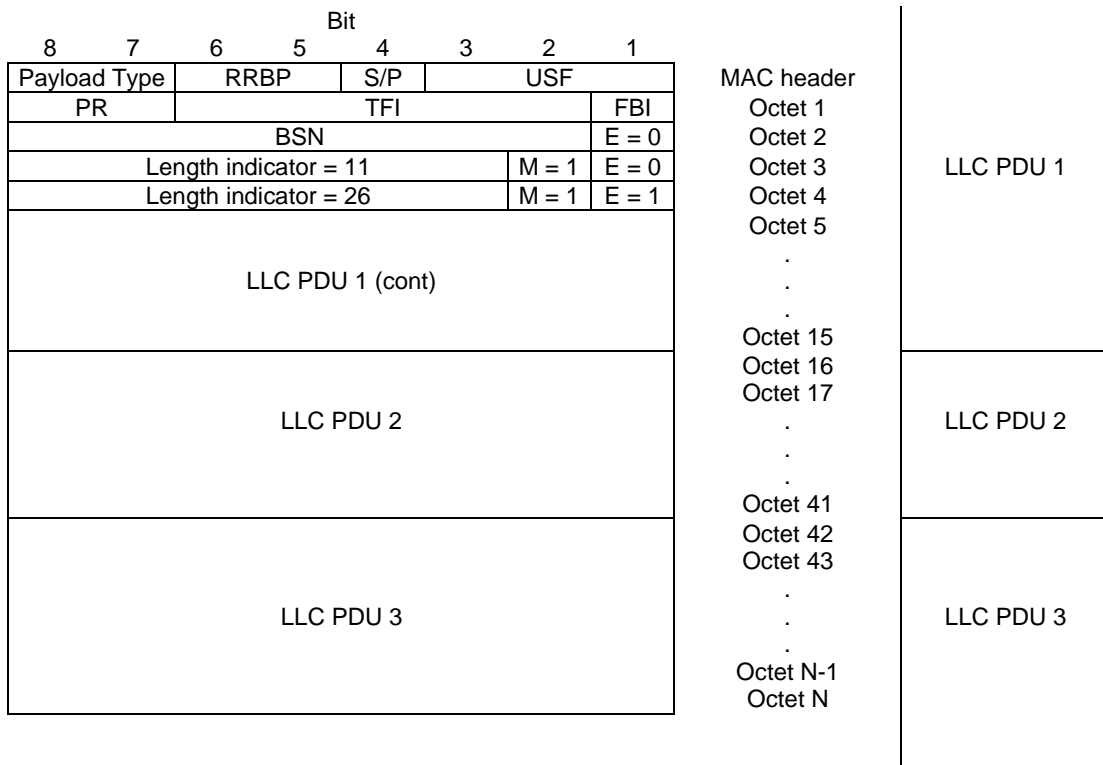 Bit
8 7 6 5 4 3 2 1
Payload Type RRBP S/P USF MAC header
PR TFI FBI Octet 1
BSN E = 0 Octet 2
Length indicator = 11 M = 1 E = 0 Octet 3 LLC PDU 1
Length indicator = 26 M = 1 E = 1 Octet 4
Octet 5
.
LLC PDU 1 (cont) .
.
Octet 15
Octet 16
Octet 17
LLC PDU 2 . LLC PDU 2
.
.
Octet 41
Octet 42
Octet 43
.
LLC PDU 3 . LLC PDU 3
.
Octet N-1
Octet N